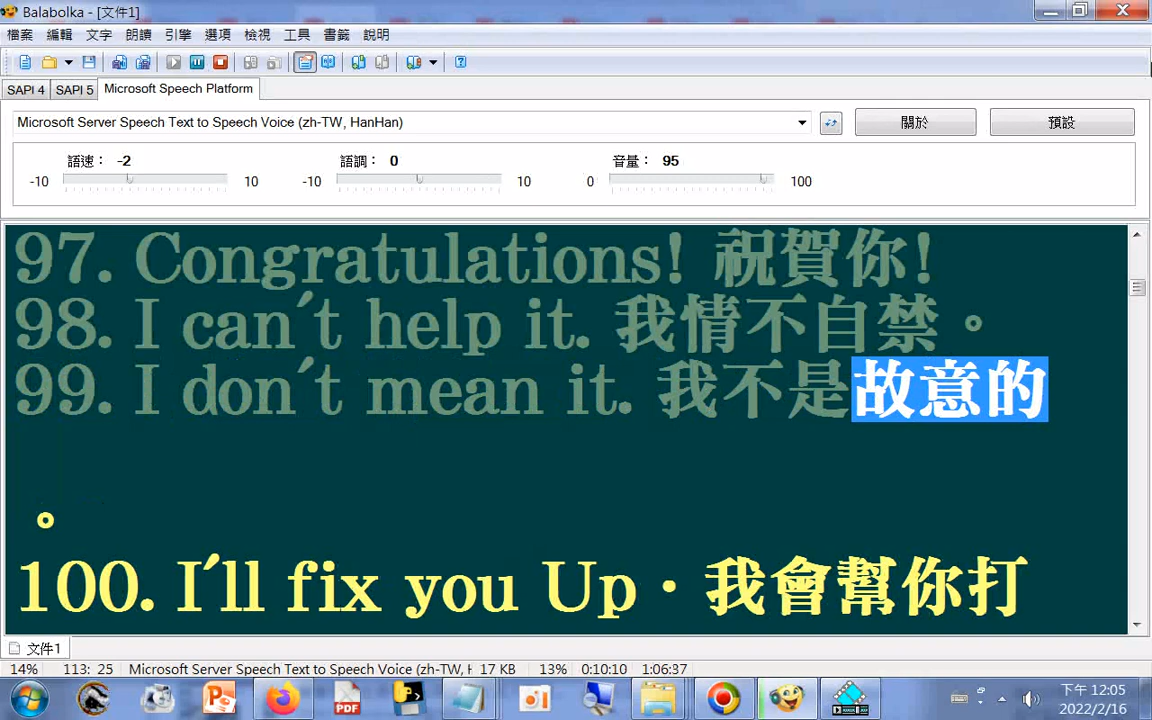 Balabolka - [文件1]
檔案 編輯 文字 朗讀 引擎 選項 檢視 工具 書籤 說明
SAPI 4 SAPI 5 Microsoft Speech Platform
Microsoft Server Speech Text to Speech Voice (zh-TW, HanHan) 關於 預設
語速： -2 語調： 0 音量： 95
-10 10 -10 10 0 100
97. Congratulations! 祝賀你!
98. I can't help it. 我情不自禁。
99. I don't mean it. 我不是故意的
。
100. I'll fix you Up．我會幫你打
文件1
14% 113: 25 Microsoft Server Speech Text to Speech Voice (zh-TW, H 17 KB 13% 0:10:10 1:06:37
下午 12:05
2022/2/16